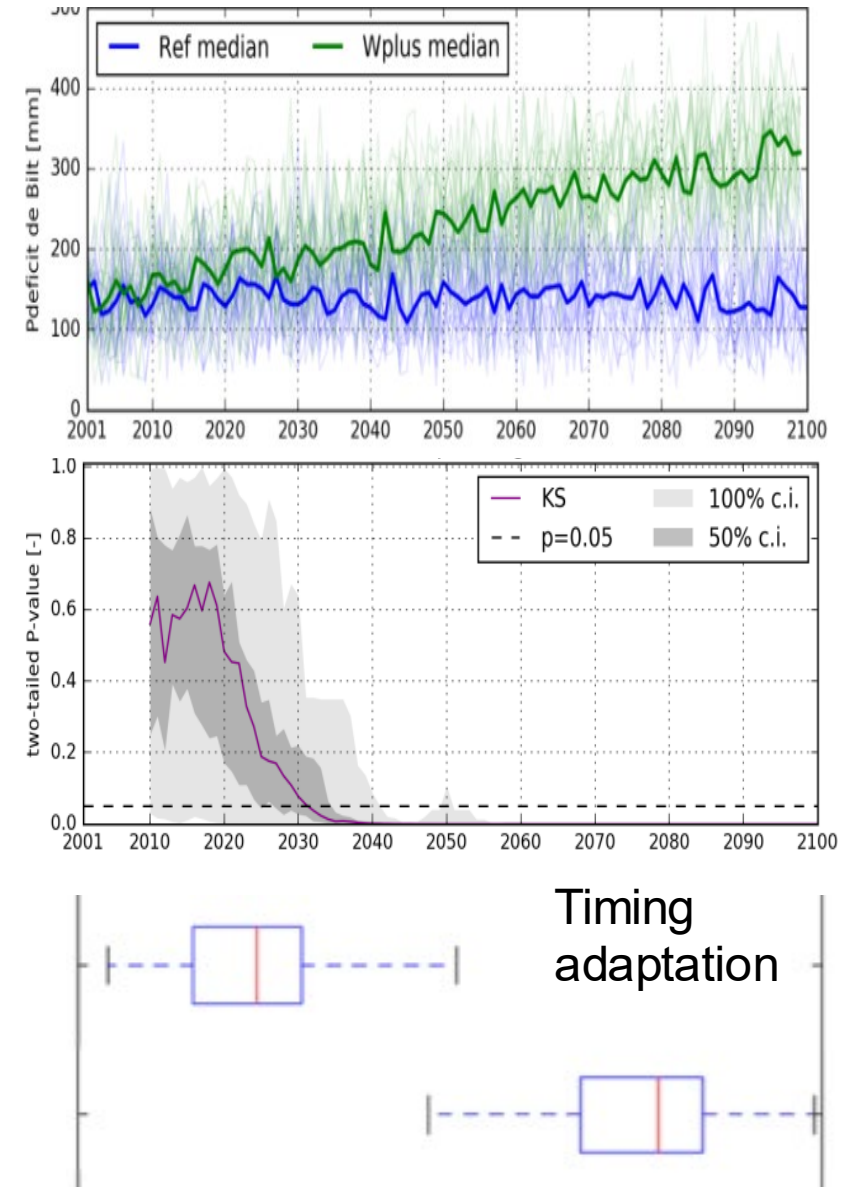 500
Ref median Wplus median
400
300
200
100
0
Pdeficit de Bilt [mm]
2001 2010 2020 2030 2040 2050 2060 2070 2080 2090 2100
1.0
KS 100% c.i.
p=0.05 50% c.i.
0.8
0.6
0.4
0.2
0.0
two-tailed P-value [-]
2001 2010 2020 2030 2040 2050 2060 2070 2080 2090 2100
Timing
adaptation